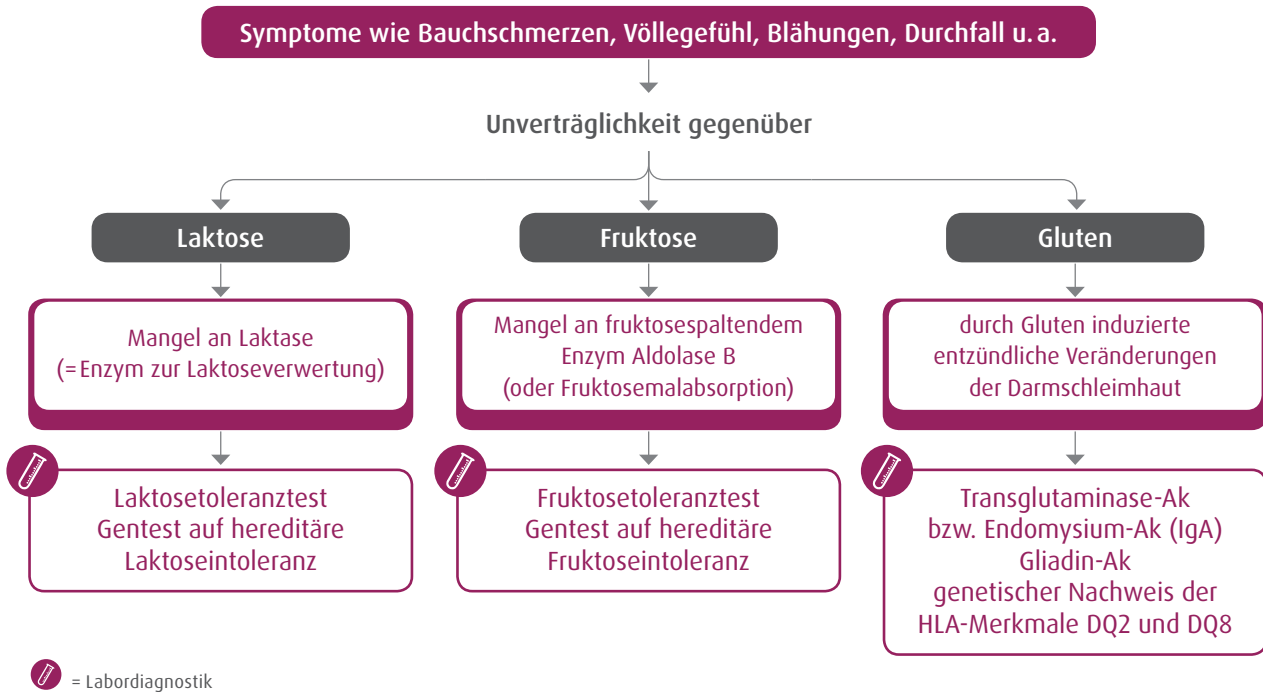 Symptome wie Bauchschmerzen, Völlegefühl, Blähungen, Durchfall u. a.
Unverträglichkeit gegenüber
Laktose
Mangel an Laktase
(= Enzym zur Laktoseverwertung)
Laktosetoleranztest
Gentest auf hereditäre
Laktoseintoleranz
Fruktose
Mangel an fruktosespaltendem
Enzym Aldolase B
(oder Fruktosemalabsorption)
Fruktosetoleranztest
Gentest auf hereditäre
Fruktoseintoleranz
Gluten
durch Gluten induzierte
entzündliche Veränderungen
der Darmschleimhaut
Transglutaminase-Ak
bzw. Endomysium-Ak (IgA)
Gliadin-Ak
genetischer Nachweis der
HLA-Merkmale DQ2 und DQ8
= Labordiagnostik